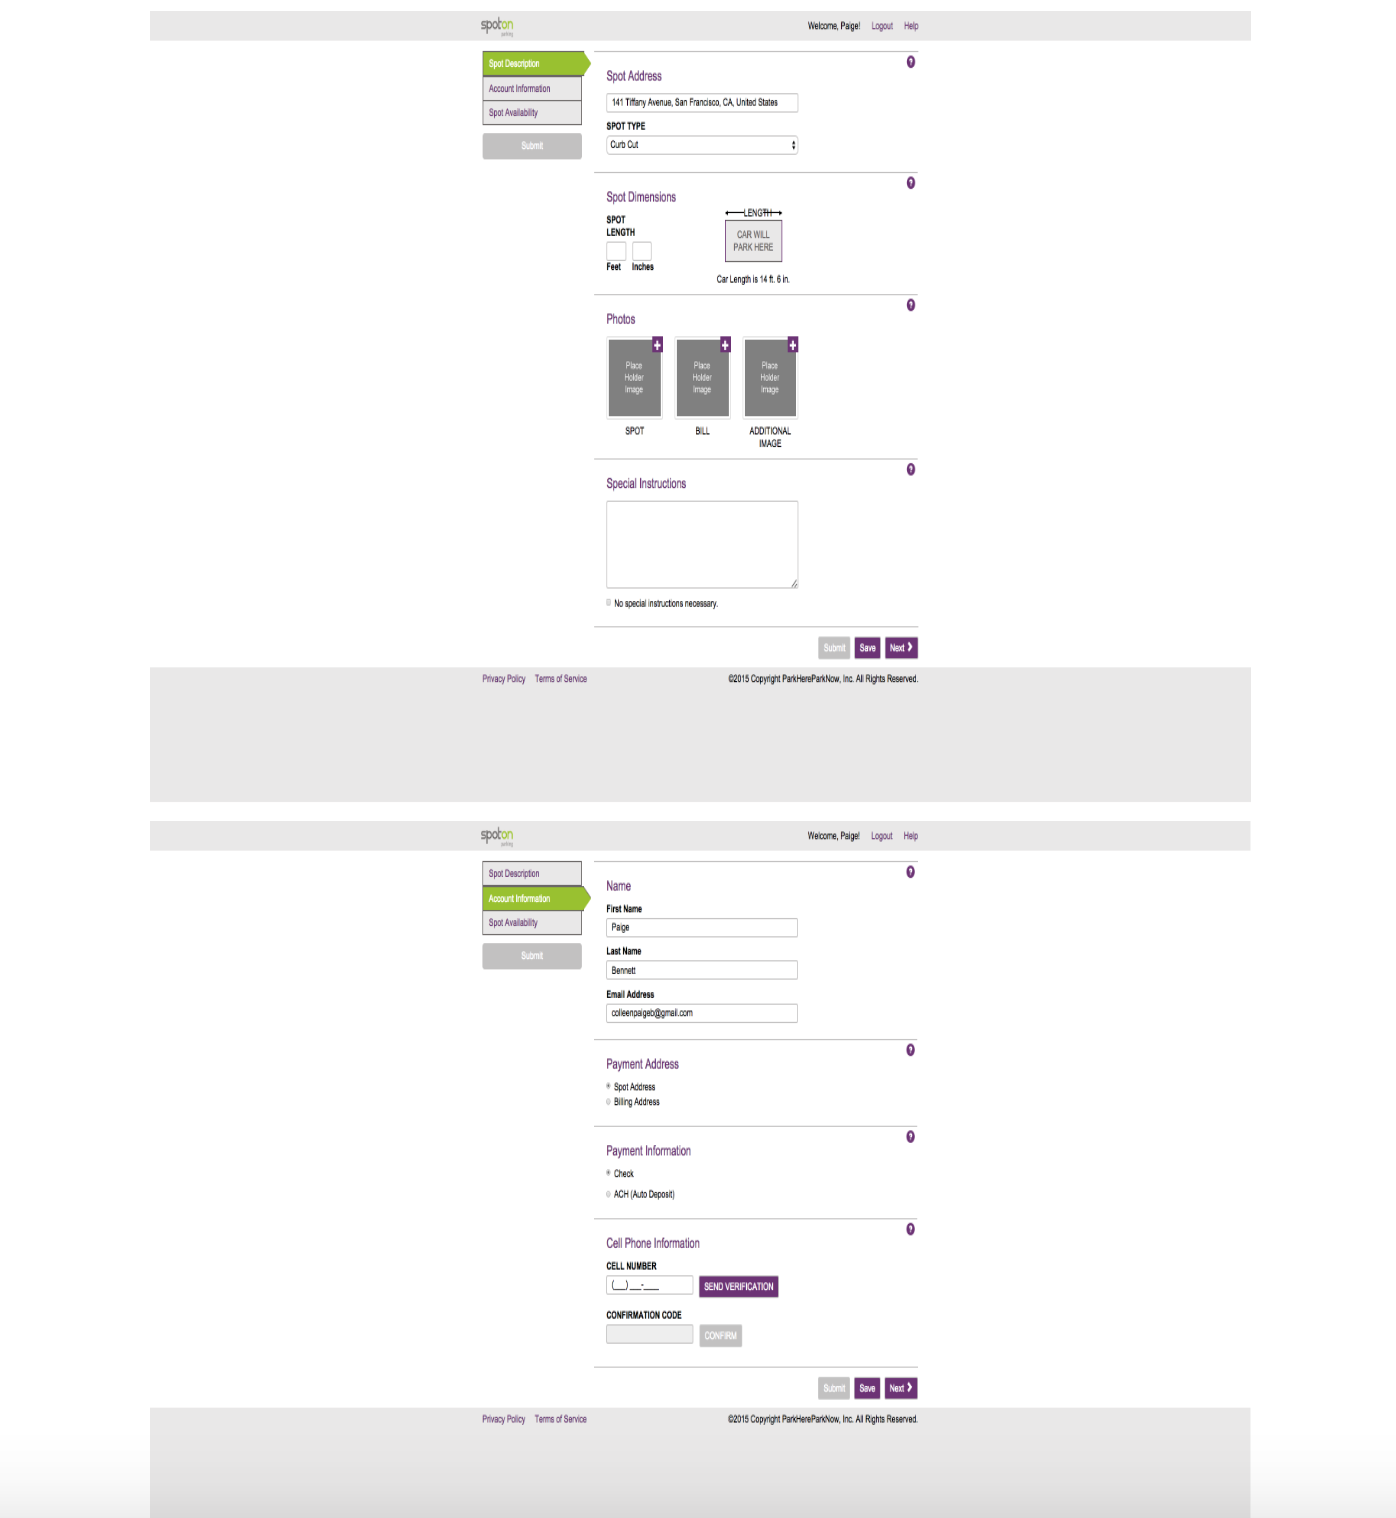 spoton
parking
Welcome, Paige! Logout Help
Spot Description
Account Information
Spot Availability
Submit
?
Spot Address
141 Tiffany Avenue, San Francisco, CA, United States
SPOT TYPE
Curb Cut
?
Spot Dimensions
SPOT
LENGTH
Feet Inches
LENGTH
CAR WILL
PARK HERE
Car Length is 14 ft. 6 in.
?
Photos
Place
Holder
Image
SPOT
Place
Holder
Image
BILL
Place
Holder
Image
ADDITIONAL
IMAGE
?
Special Instructions
No special instructions necessary.
Submit Save Next
Privacy Policy Terms of Service ©2015 Copyright ParkHereParkNow, Inc. All Rights Reserved.
spoton
parking
Welcome, Paige! Logout Help
Spot Description
Account Information
Spot Availability
Submit
?
Name
First Name
Paige
Last Name
Bennett
Email Address
colleenpaigeb@gmail.com
?
Payment Address
Spot Address
Billing Address
?
Payment Information
Check
ACH (Auto Deposit)
?
Cell Phone Information
CELL NUMBER
(__) __-___ SEND VERIFICATION
CONFIRMATION CODE
CONFIRM
Submit Save Next
Privacy Policy Terms of Service ©2015 Copyright ParkHereParkNow, Inc. All Rights Reserved.